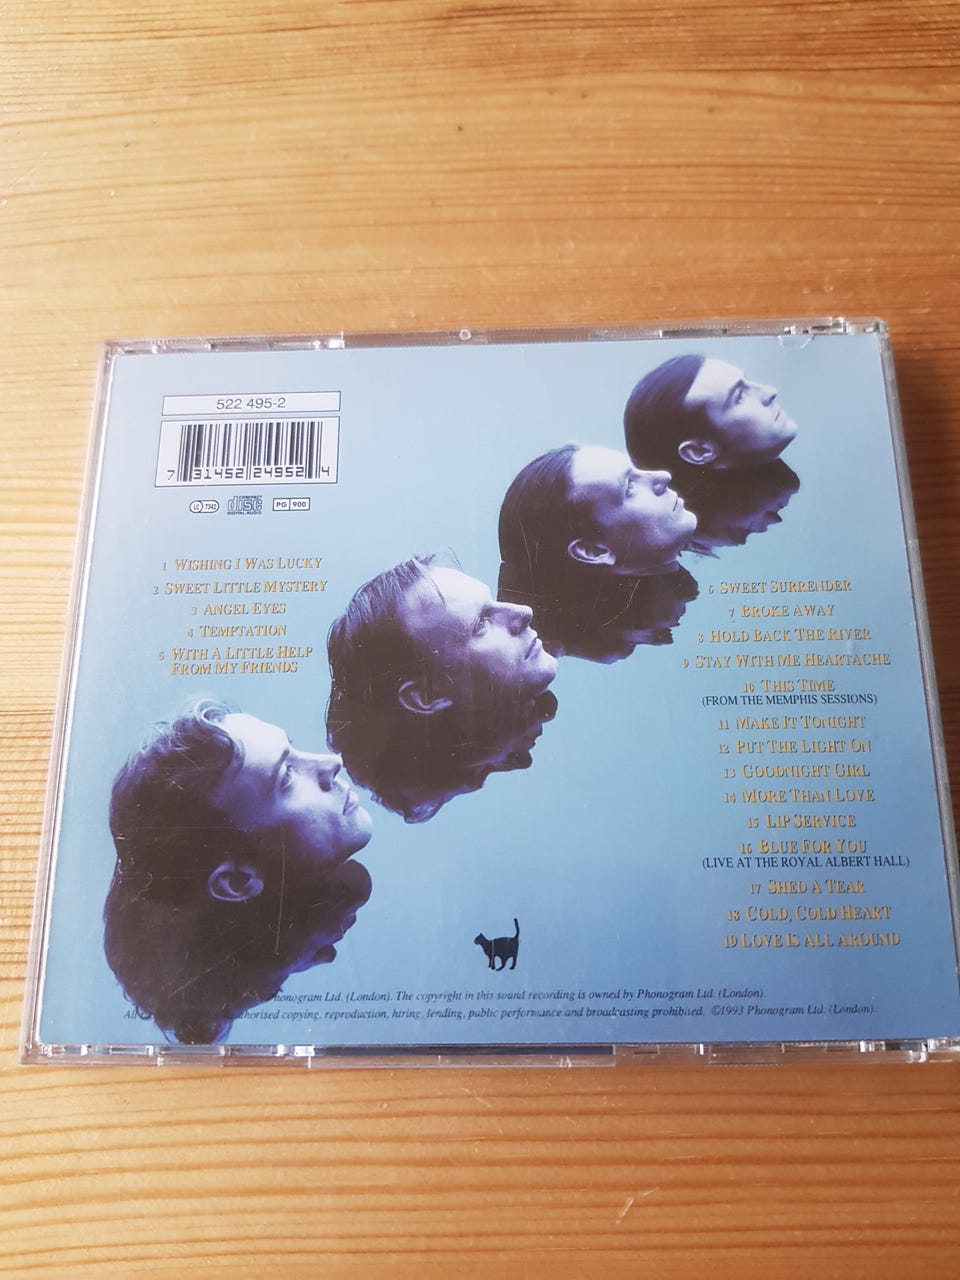 522 495-2
7 31452 24952 4
LC 7342
COMPACT
disc
DIGITAL AUDIO
PG 900
1 WISHING I WAS LUCKY
2 SWEET LITTLE MYSTERY
3 ANGEL EYES
4 TEMPTATION
5 WITH A LITTLE HELP
FROM MY FRIENDS
6 SWEET SURRENDER
7 BROKE AWAY
8 HOLD BACK THE RIVER
9 STAY WITH ME HEARTACHE
10 THIS TIME
(FROM THE MEMPHIS SESSIONS)
11 MAKE IT TONIGHT
12 PUT THE LIGHT ON
13 GOODNIGHT GIRL
14 MORE THAN LOVE
15 LIP SERVICE
16 BLUE FOR YOU
(LIVE AT THE ROYAL ALBERT HALL)
17 SHED A TEAR
18 COLD, COLD HEART
19 LOVE IS ALL AROUND
Phonogram Ltd. (London). The copyright in this sound recording is owned by Phonogram Ltd. (London).
All copying, reproduction, hiring, lending, public performance and broadcasting prohibited. ©1993 Phonogram Ltd. (London).